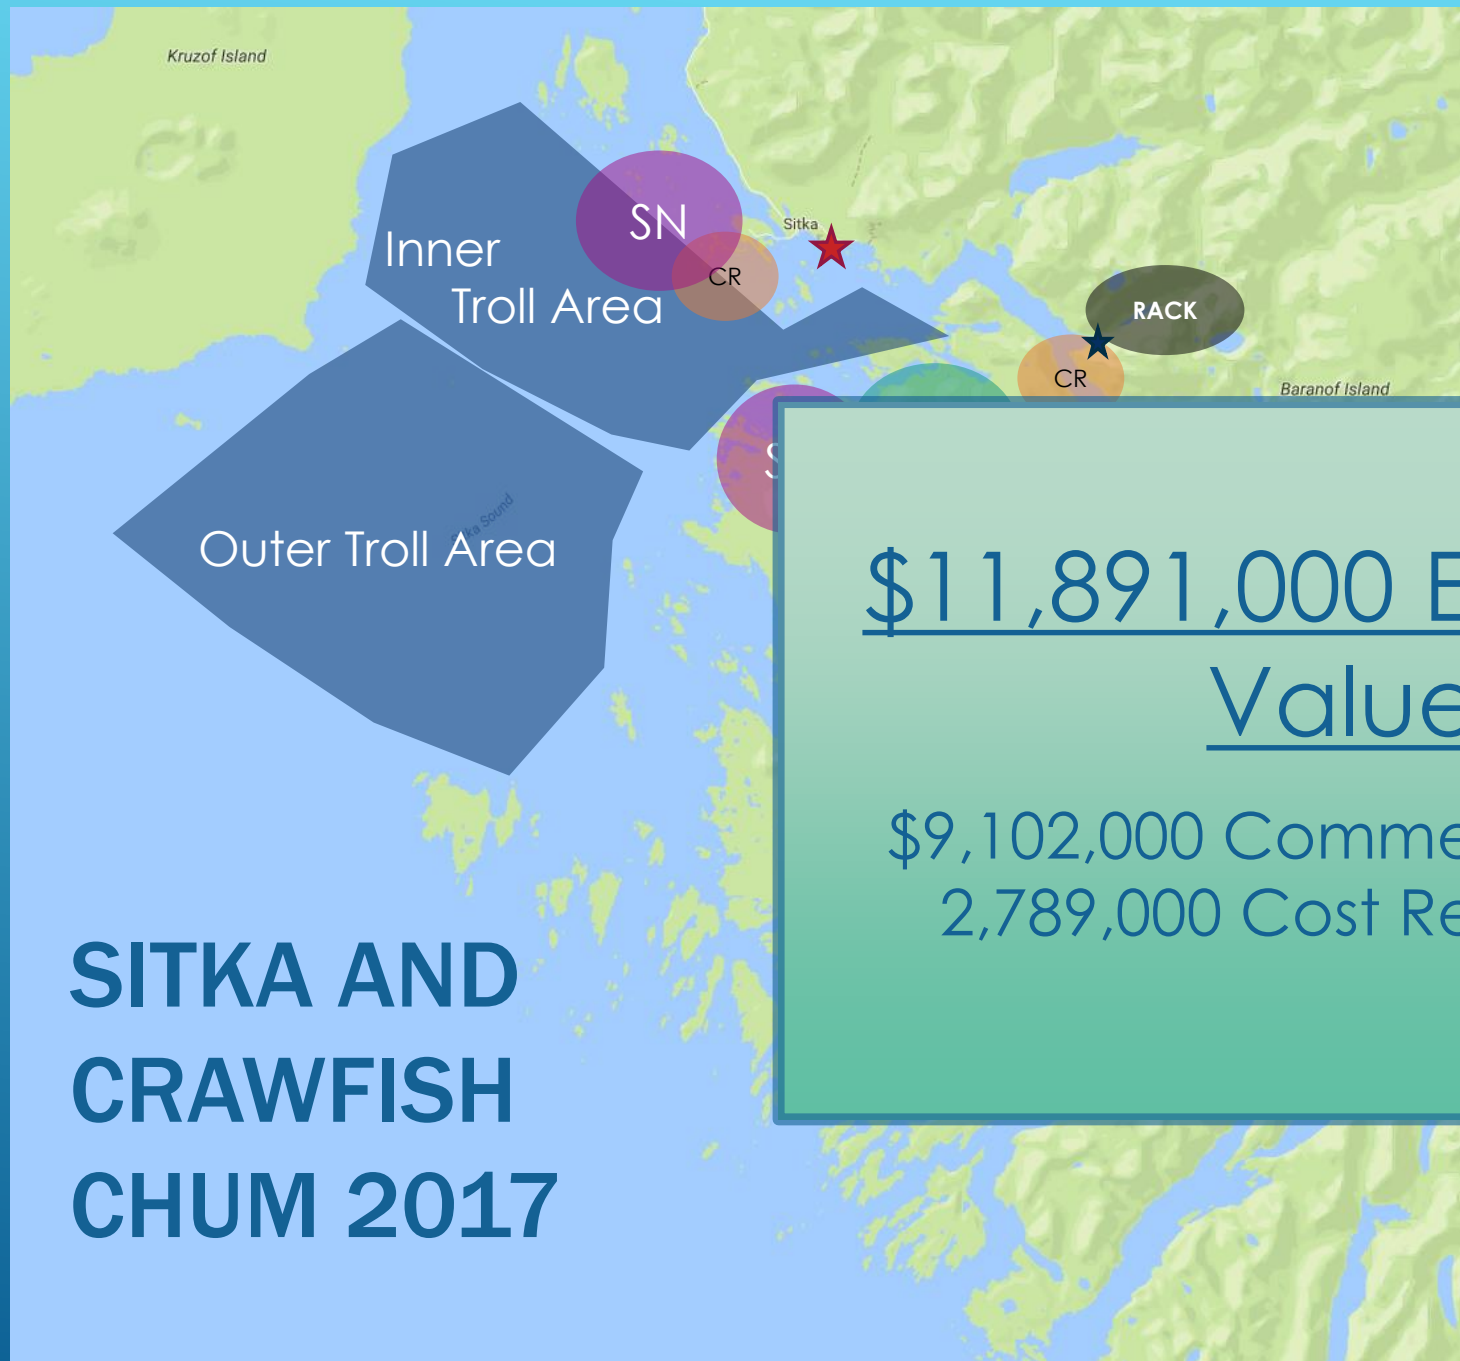 Kruzof Island
SN
Sitka
Inner
Troll Area
CR
RACK
CR
Baranof Island
Outer Troll Area
$11,891,000
Value
$9,102,000
2,789,000 Cost
SITKA AND
CRAWFISH
CHUM 2017